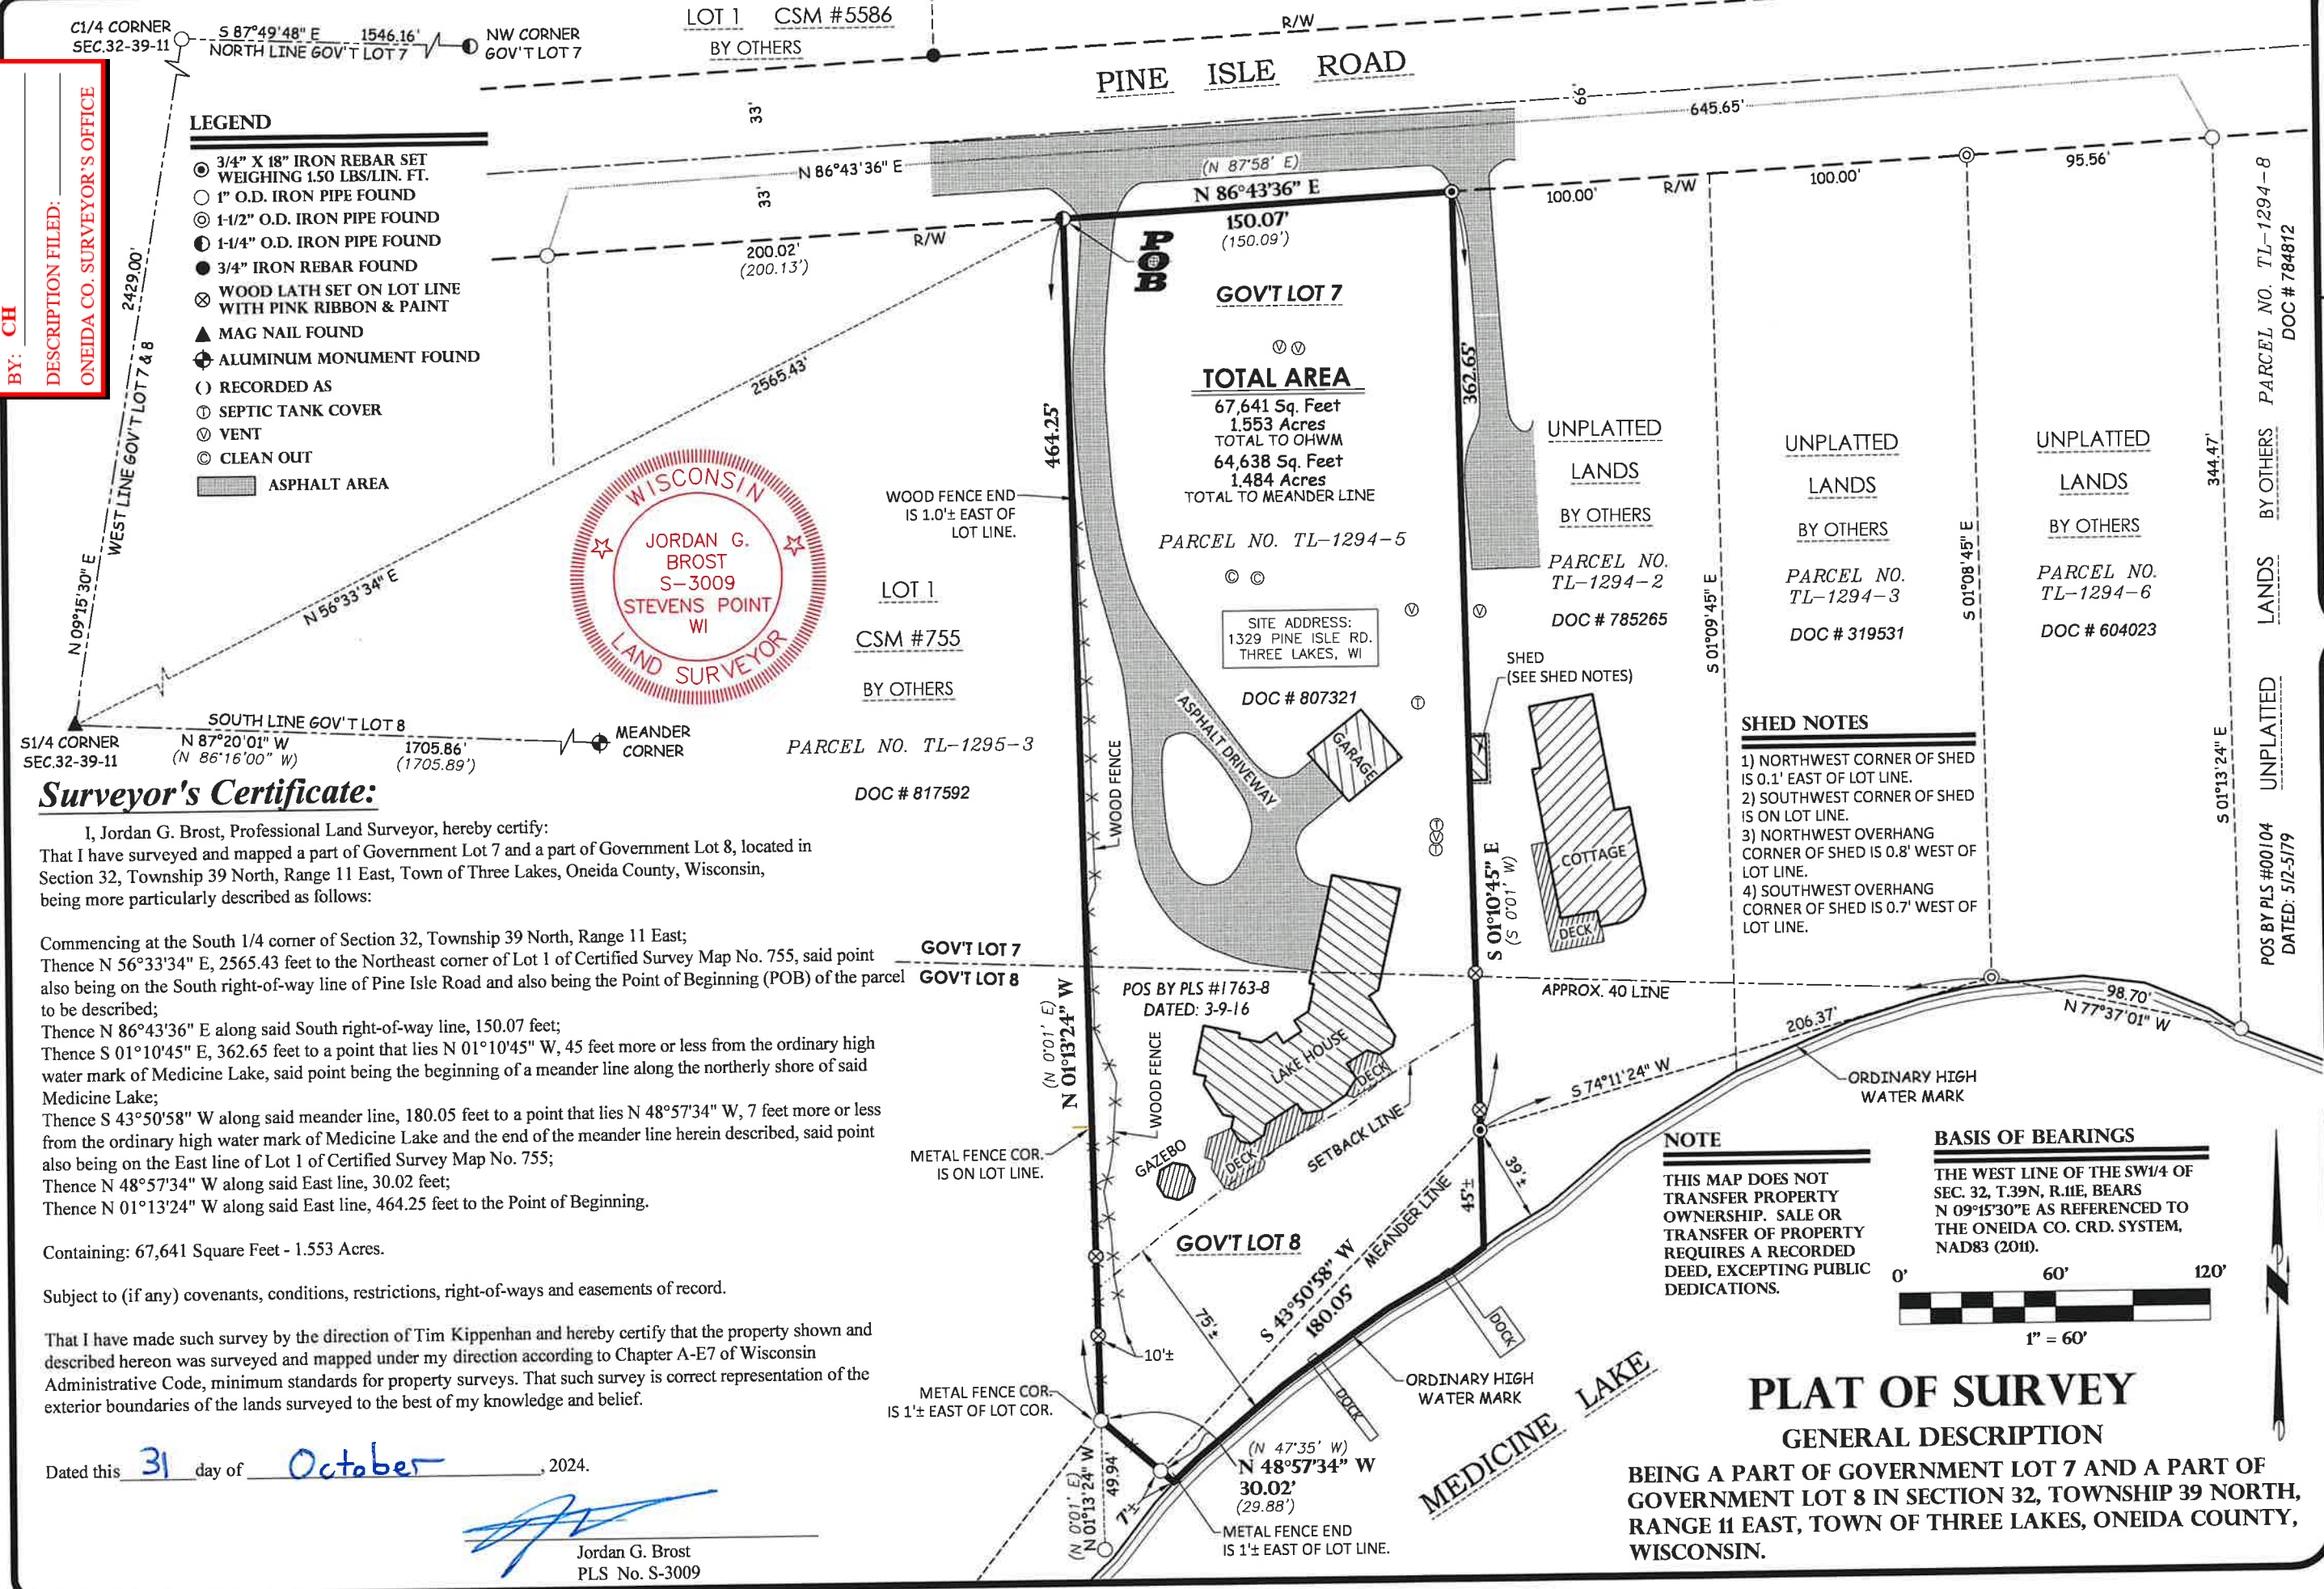 C1/4 CORNER
SEC.32-39-11
S 87°49'48" E 1546.16'
NORTH LINE GOV'T LOT 7
NW CORNER
GOV'T LOT 7
LOT 1 CSM #5586
BY OTHERS
R/W
PINE ISLE ROAD
BY: CH
DESCRIPTION FILED:
ONEIDA CO. SURVEYOR'S OFFICE
2429.00'
WEST LINE GOV'T LOT 7 & 8
N 09°15'30" E
LEGEND
3/4" X 18" IRON REBAR SET
WEIGHING 1.50 LBS/LIN. FT.
1" O.D. IRON PIPE FOUND
1-1/2" O.D. IRON PIPE FOUND
1-1/4" O.D. IRON PIPE FOUND
3/4" IRON REBAR FOUND
WOOD LATH SET ON LOT LINE
WITH PINK RIBBON & PAINT
MAG NAIL FOUND
ALUMINUM MONUMENT FOUND
( ) RECORDED AS
Ⓣ SEPTIC TANK COVER
Ⓥ VENT
Ⓒ CLEAN OUT
ASPHALT AREA
33'
33'
66'
645.65'
N 86°43'36" E
(N 87°58' E)
N 86°43'36" E
150.07'
(150.09')
200.02'
(200.13')
R/W
100.00'
R/W
100.00'
95.56'
POB
2565.43'
N 56°33'34" E
GOV'T LOT 7
Ⓥ Ⓥ
TOTAL AREA
67,641 Sq. Feet
1.553 Acres
TOTAL TO OHWM
64,638 Sq. Feet
1.484 Acres
TOTAL TO MEANDER LINE
PARCEL NO. TL-1294-5
Ⓒ Ⓒ
SITE ADDRESS:
1329 PINE ISLE RD.
THREE LAKES, WI
DOC # 807321
464.25'
362.65'
WOOD FENCE END
IS 1.0'± EAST OF
LOT LINE.
LOT 1
CSM #755
BY OTHERS
PARCEL NO. TL-1295-3
DOC # 817592
WISCONSIN
JORDAN G.
BROST
S-3009
STEVENS POINT
WI
LAND SURVEYOR
UNPLATTED
LANDS
BY OTHERS
PARCEL NO.
TL-1294-2
DOC # 785265
UNPLATTED
LANDS
BY OTHERS
PARCEL NO.
TL-1294-3
DOC # 319531
UNPLATTED
LANDS
BY OTHERS
PARCEL NO.
TL-1294-6
DOC # 604023
S 01°09'45" E
S 01°08'45" E
344.47'
S 01°13'24" E
UNPLATTED LANDS BY OTHERS PARCEL NO. TL-1294-8
DOC # 784812
POS BY PLS #00104
DATED: 5/2-5/79
Ⓥ
Ⓥ
Ⓣ
Ⓣ
Ⓥ
Ⓣ
SHED
(SEE SHED NOTES)
SHED NOTES
1) NORTHWEST CORNER OF SHED
IS 0.1' EAST OF LOT LINE.
2) SOUTHWEST CORNER OF SHED
IS ON LOT LINE.
3) NORTHWEST OVERHANG
CORNER OF SHED IS 0.8' WEST OF
LOT LINE.
4) SOUTHWEST OVERHANG
CORNER OF SHED IS 0.7' WEST OF
LOT LINE.
S1/4 CORNER
SEC.32-39-11
SOUTH LINE GOV'T LOT 8
N 87°20'01" W 1705.86'
(N 86°16'00" W) (1705.89')
MEANDER
CORNER
WOOD FENCE
ASPHALT DRIVEWAY
GARAGE
COTTAGE
DECK
S 01°10'45" E
(S 0°01' W)
Surveyor's Certificate:
I, Jordan G. Brost, Professional Land Surveyor, hereby certify:
That I have surveyed and mapped a part of Government Lot 7 and a part of Government Lot 8, located in
Section 32, Township 39 North, Range 11 East, Town of Three Lakes, Oneida County, Wisconsin,
being more particularly described as follows:
Commencing at the South 1/4 corner of Section 32, Township 39 North, Range 11 East;
Thence N 56°33'34" E, 2565.43 feet to the Northeast corner of Lot 1 of Certified Survey Map No. 755, said point
also being on the South right-of-way line of Pine Isle Road and also being the Point of Beginning (POB) of the parcel
to be described;
Thence N 86°43'36" E along said South right-of-way line, 150.07 feet;
Thence S 01°10'45" E, 362.65 feet to a point that lies N 01°10'45" W, 45 feet more or less from the ordinary high
water mark of Medicine Lake, said point being the beginning of a meander line along the northerly shore of said
Medicine Lake;
Thence S 43°50'58" W along said meander line, 180.05 feet to a point that lies N 48°57'34" W, 7 feet more or less
from the ordinary high water mark of Medicine Lake and the end of the meander line herein described, said point
also being on the East line of Lot 1 of Certified Survey Map No. 755;
Thence N 48°57'34" W along said East line, 30.02 feet;
Thence N 01°13'24" W along said East line, 464.25 feet to the Point of Beginning.
Containing: 67,641 Square Feet - 1.553 Acres.
Subject to (if any) covenants, conditions, restrictions, right-of-ways and easements of record.
That I have made such survey by the direction of Tim Kippenhan and hereby certify that the property shown and
described hereon was surveyed and mapped under my direction according to Chapter A-E7 of Wisconsin
Administrative Code, minimum standards for property surveys. That such survey is correct representation of the
exterior boundaries of the lands surveyed to the best of my knowledge and belief.
Dated this 31 day of October, 2024.
Jordan G. Brost
PLS No. S-3009
GOV'T LOT 7
GOV'T LOT 8
APPROX. 40 LINE
POS BY PLS #1763-8
DATED: 3-9-16
(N 0°01' E)
N 01°13'24" W
WOOD FENCE
LAKE HOUSE
DECK
DECK
GAZEBO
SETBACK LINE
METAL FENCE COR.
IS ON LOT LINE.
GOV'T LOT 8
75'±
S 43°50'58" W
180.05'
MEANDER LINE
45'±
39'±
S 74°11'24" W
206.37'
98.70'
N 77°37'01" W
ORDINARY HIGH
WATER MARK
10'±
METAL FENCE COR.
IS 1'± EAST OF LOT COR.
DOCK
DOCK
ORDINARY HIGH
WATER MARK
MEDICINE LAKE
(N 0°01' E)
N 01°13'24" W
49.94'
7'±
(N 47°35' W)
N 48°57'34" W
30.02'
(29.88')
METAL FENCE END
IS 1'± EAST OF LOT LINE.
NOTE
THIS MAP DOES NOT
TRANSFER PROPERTY
OWNERSHIP. SALE OR
TRANSFER OF PROPERTY
REQUIRES A RECORDED
DEED, EXCEPTING PUBLIC
DEDICATIONS.
BASIS OF BEARINGS
THE WEST LINE OF THE SW1/4 OF
SEC. 32, T.39N, R.11E, BEARS
N 09°15'30"E AS REFERENCED TO
THE ONEIDA CO. CRD. SYSTEM,
NAD83 (2011).
0' 60' 120'
1" = 60'
N
PLAT OF SURVEY
GENERAL DESCRIPTION
BEING A PART OF GOVERNMENT LOT 7 AND A PART OF
GOVERNMENT LOT 8 IN SECTION 32, TOWNSHIP 39 NORTH,
RANGE 11 EAST, TOWN OF THREE LAKES, ONEIDA COUNTY,
WISCONSIN.